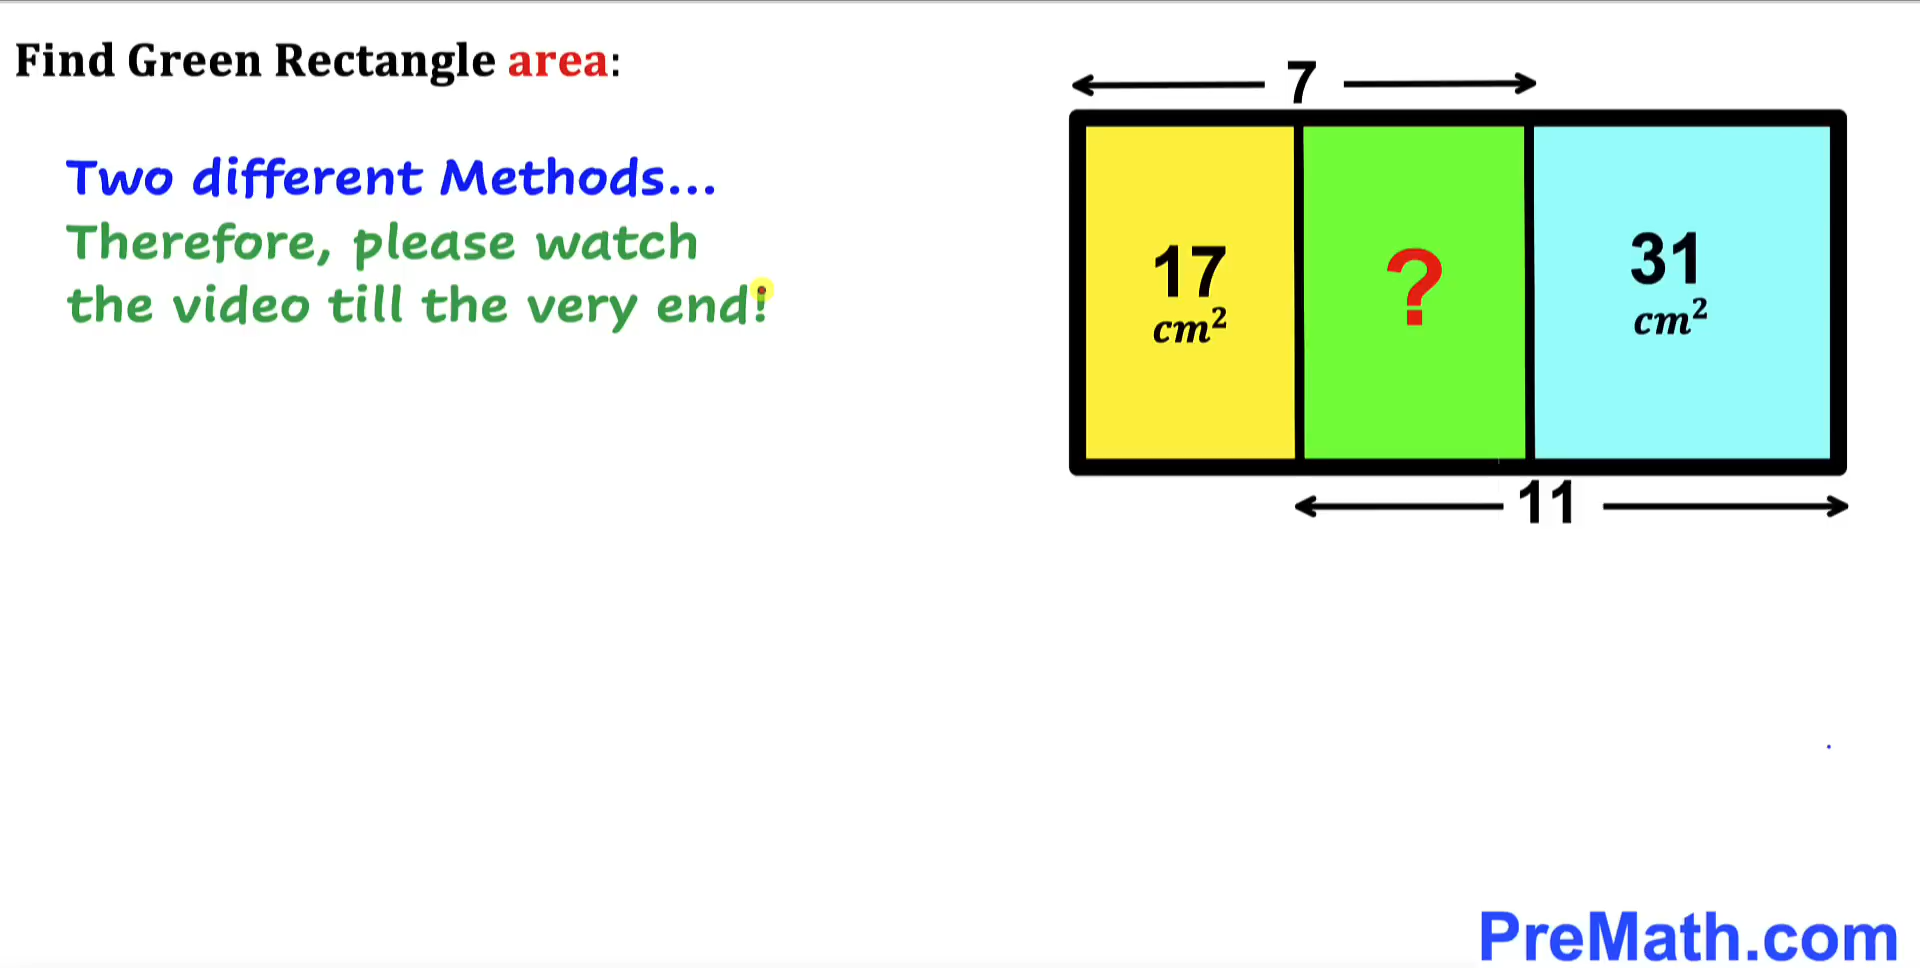 Find Green Rectangle area:
Two different Methods...
Therefore, please watch
the video till the very end!
7
17
cm²
?
31
cm²
11
PreMath.com